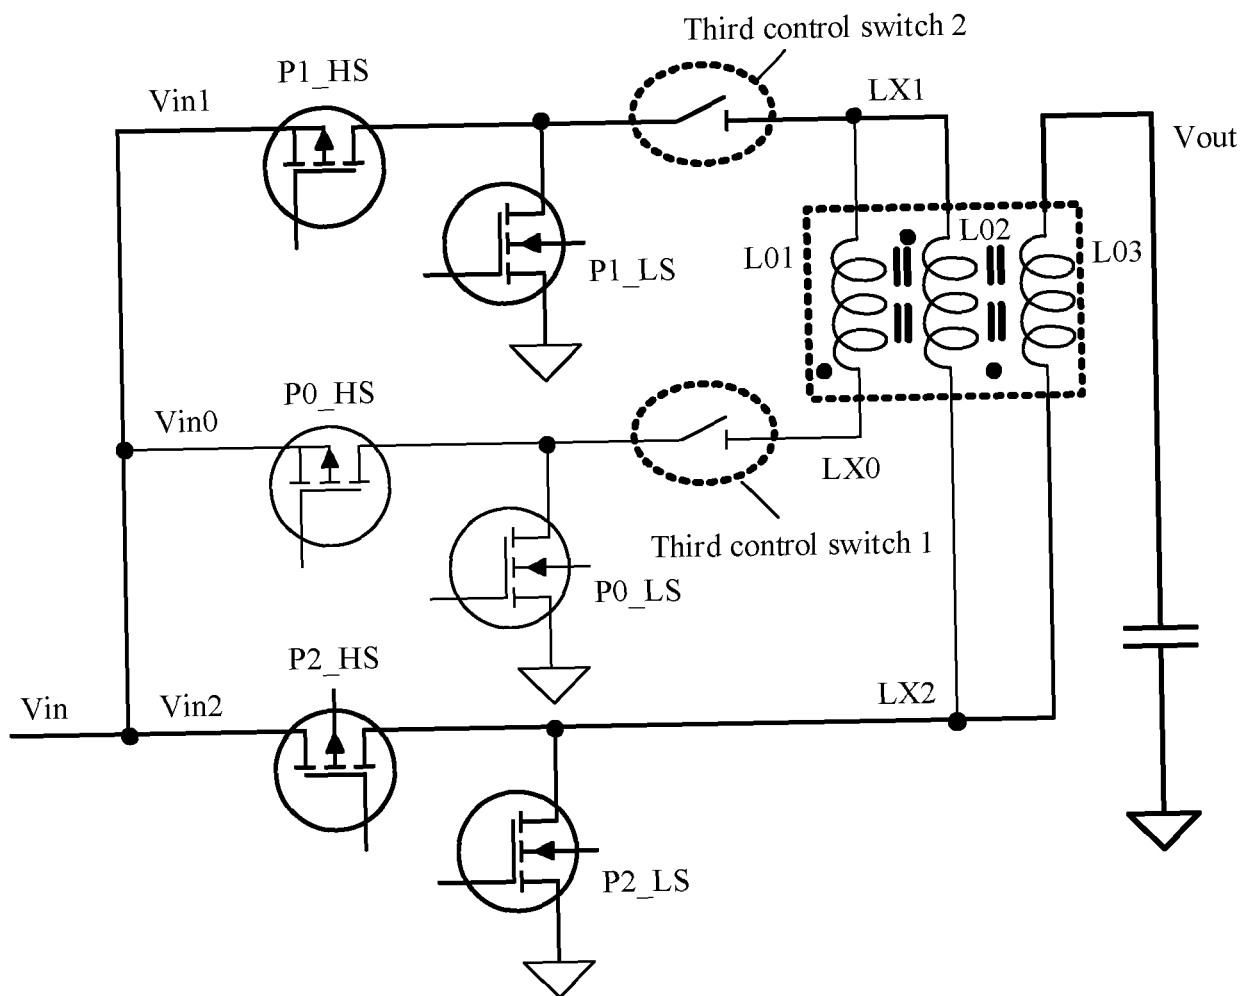 Third control switch 2
P1_HS
Vin1
LX1
Vout
P1_LS
L01
L02
L03
P0_HS
Vin0
LX0
Third control switch 1
P0_LS
P2_HS
Vin
Vin2
LX2
P2_LS